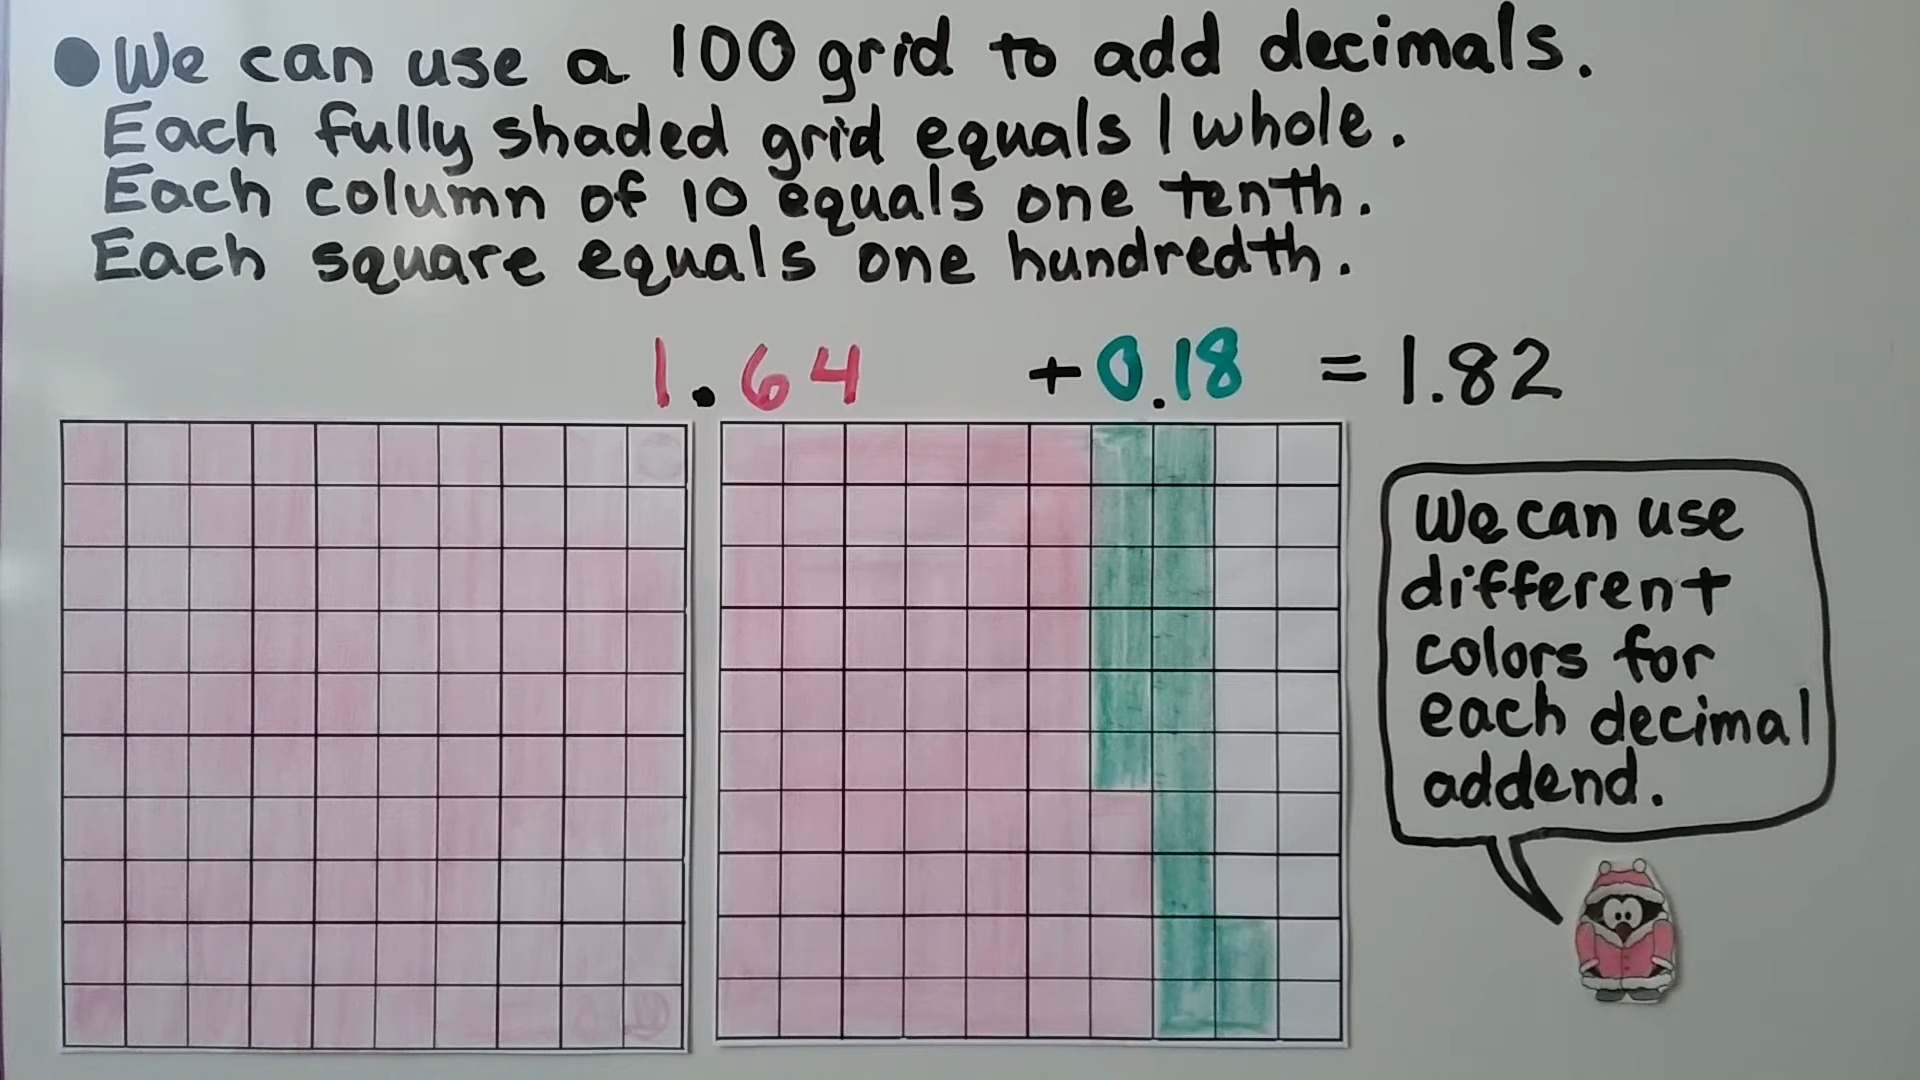 ●We can use a 100 grid to add decimals.
Each fully shaded grid equals 1 whole.
Each column of 10 equals one tenth.
Each square equals one hundredth.
1.64 +0.18 = 1.82
We can use
different
colors for
each decimal
addend.